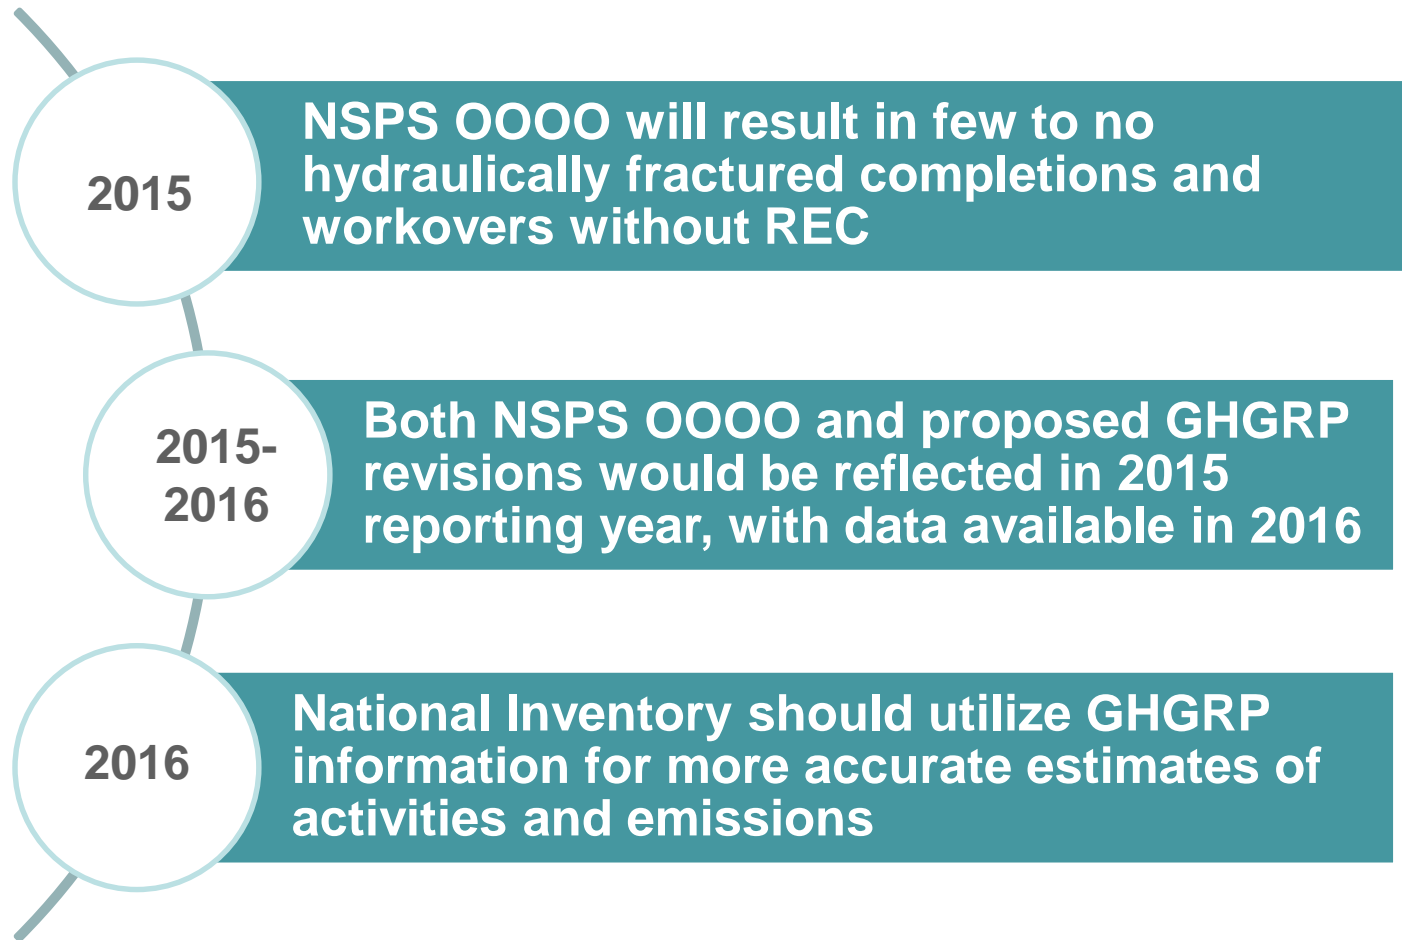 2015
NSPS OOOO will result in few to no
hydraulically fractured completions and
workovers without REC
2015-
2016
Both NSPS OOOO and proposed GHGRP
revisions would be reflected in 2015
reporting year, with data available in 2016
2016
National Inventory should utilize GHGRP
information for more accurate estimates of
activities and emissions